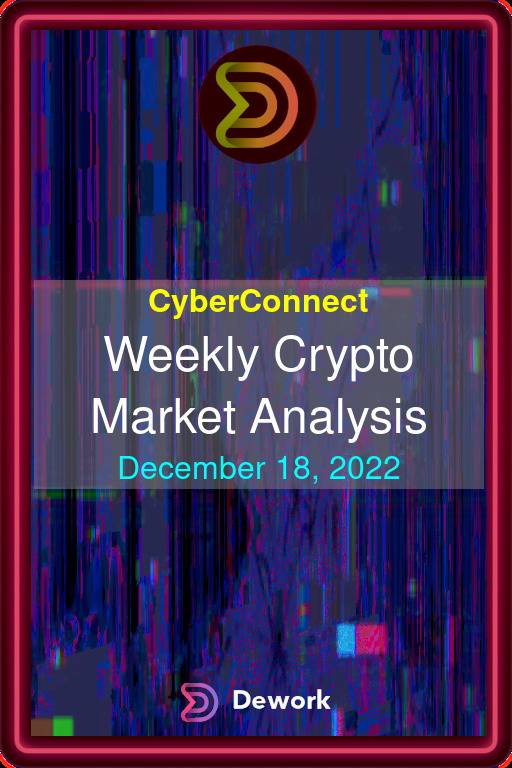 CyberConnect
Weekly Crypto
Market Analysis
December 18, 2022
Dework